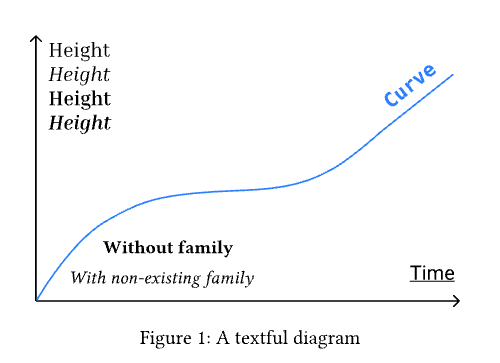 Height
Height
Height
Height
Curve
Without family
With non-existing family
Time
Figure 1: A textful diagram